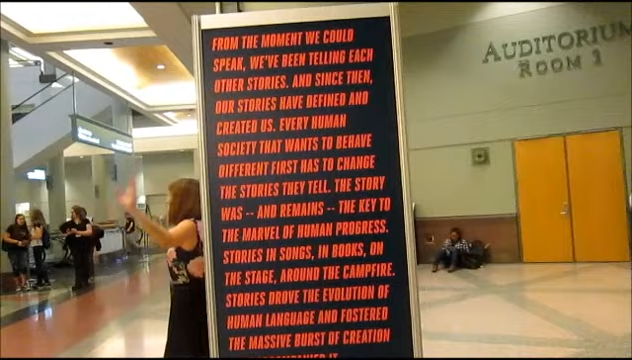 FROM THE MOMENT WE COULD
SPEAK, WE'VE BEEN TELLING EACH
OTHER STORIES. AND SINCE THEN,
OUR STORIES HAVE DEFINED AND
CREATED US. EVERY HUMAN
SOCIETY THAT WANTS TO BEHAVE
DIFFERENT FIRST HAS TO CHANGE
THE STORIES THEY TELL. THE STORY
WAS -- AND REMAINS -- THE KEY TO
THE MARVEL OF HUMAN PROGRESS.
STORIES IN SONGS, IN BOOKS, ON
THE STAGE, AROUND THE CAMPFIRE.
STORIES DROVE THE EVOLUTION OF
HUMAN LANGUAGE AND FOSTERED
THE MASSIVE BURST OF CREATION
IT
AUDITORIUM
ROOM 1